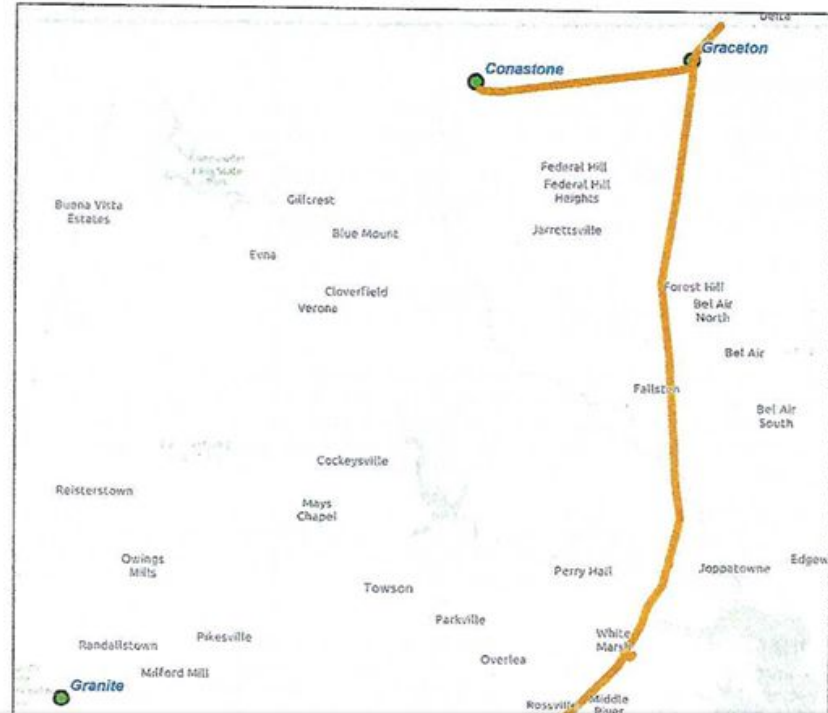 Delta
Graceton
Conastone
Federal Hill
Federal Hill
Heights
Gillcrest
Buena Vista
Estates
Blue Mount
Jarrettsville
Evna
Cloverfield
Verona
Forest Hill
Bel Air
North
Bel Air
Fallston
Bel Air
South
Cockeysville
Reisterstown
Mays
Chapel
Owings
Mills
Perry Hall
Joppatowne
Edgew
Towson
Parkville
White
Marsh
Pikesville
Randallstown
Overlea
Milford Mill
Granite
Rossville
Middle
River